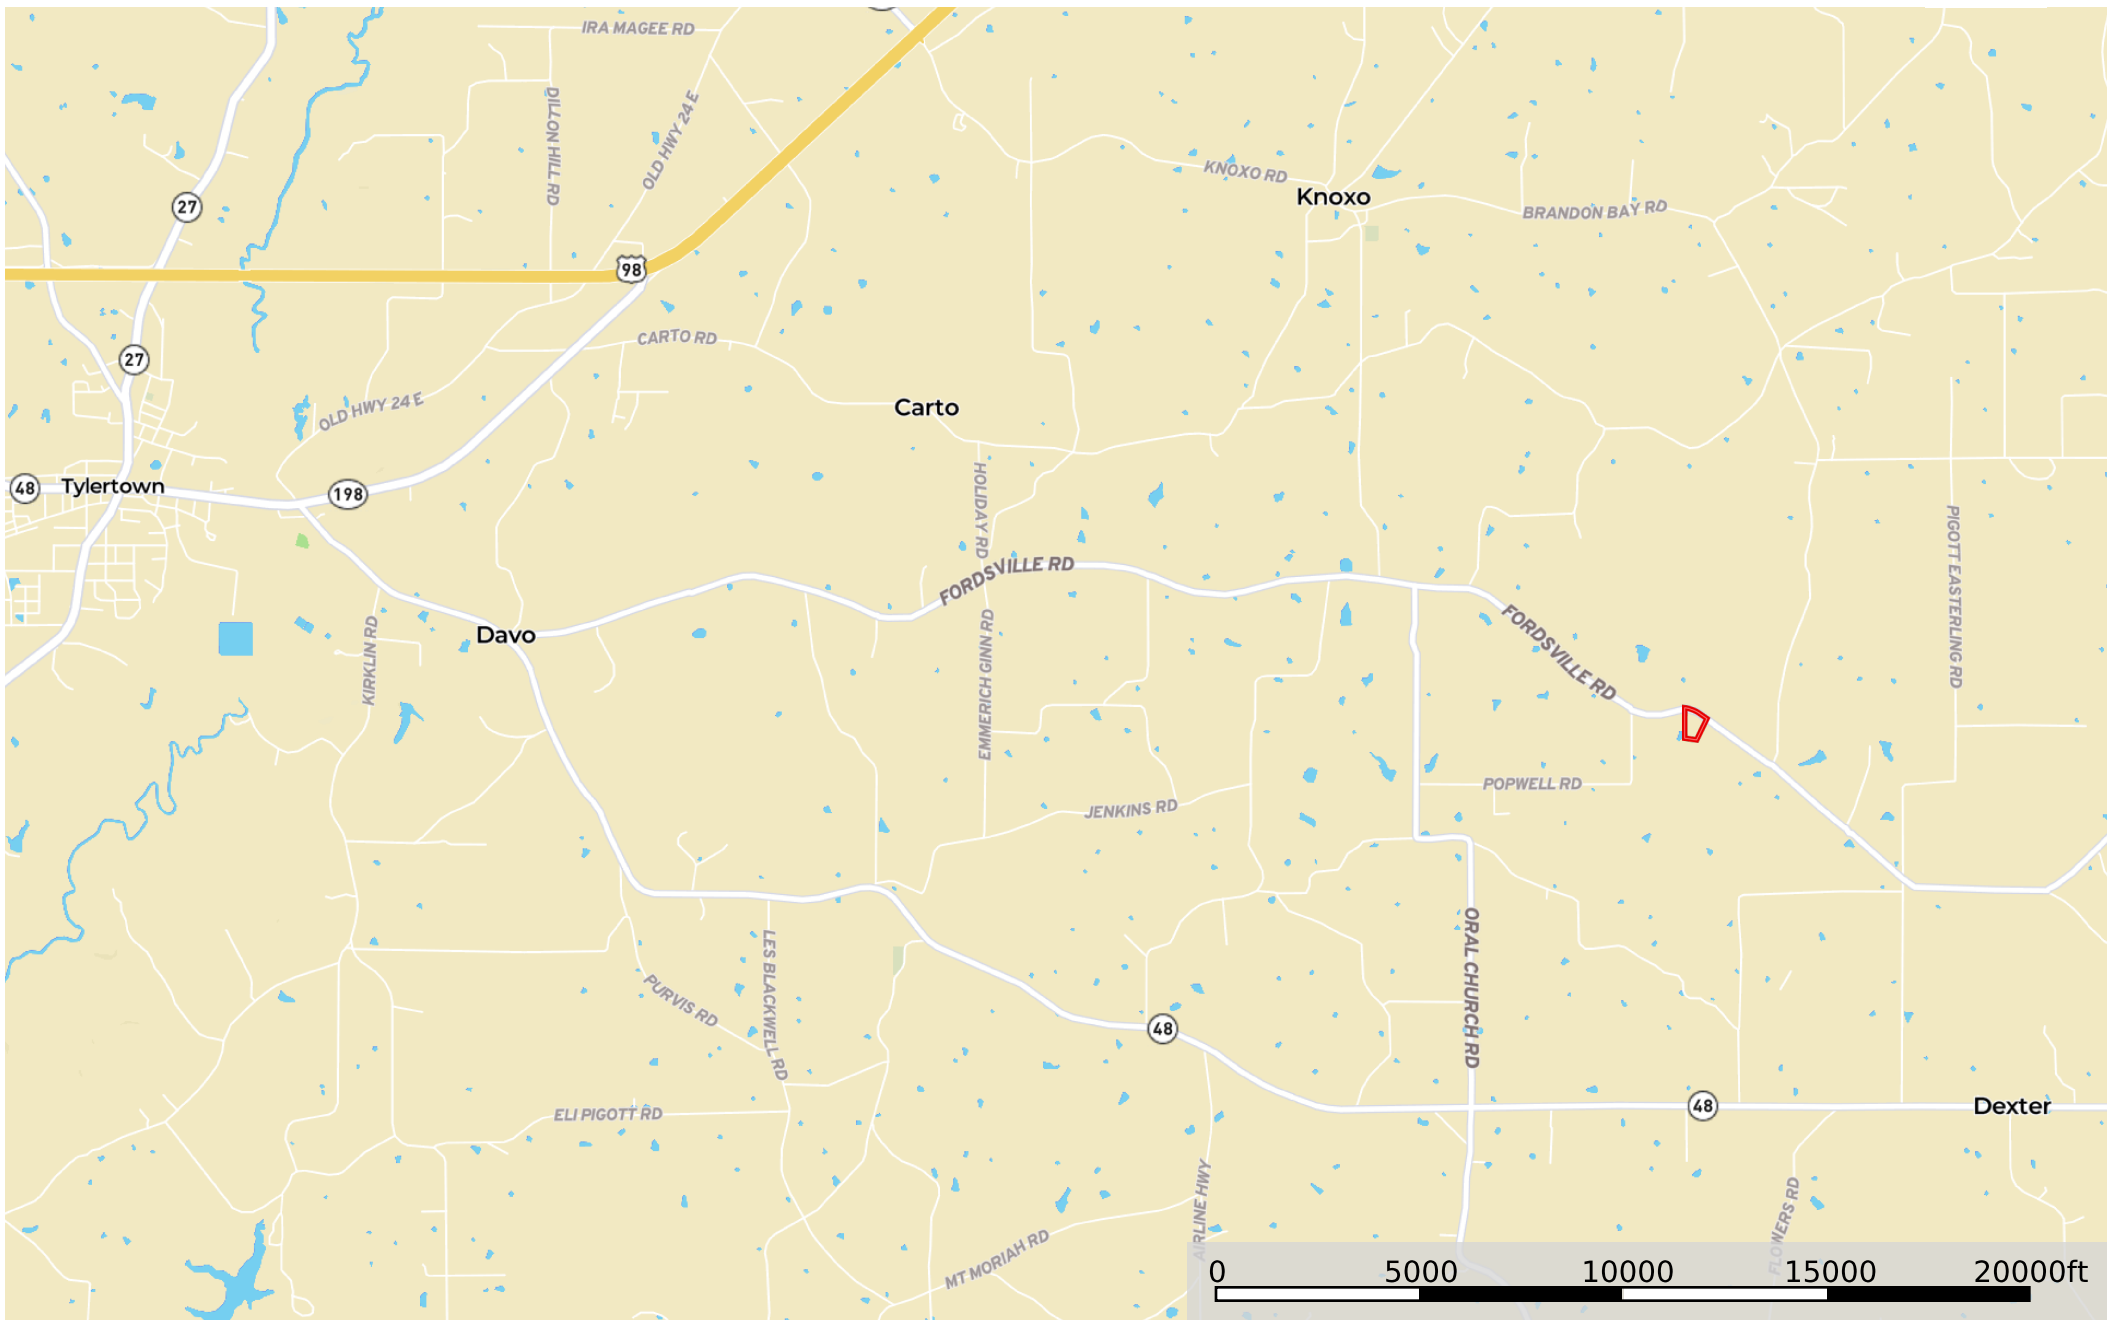 IRA MAGEE RD
DILLON HILL RD
OLD HWY 24 E
KNOXO RD
Knoxo
27
BRANDON BAY RD
98
CARTO RD
27
OLD HWY 24 E
Carto
48
Tylertown
198
HOLIDAY RD
PIGOTT EASTERLING RD
FORDSVILLE RD
Davo
KIRKLIN RD
EMMERICH GINN RD
FORDSVILLE RD
POPWELL RD
JENKINS RD
LES BLACKWELL RD
ORAL CHURCH RD
PURVIS RD
48
ELI PIGOTT RD
48
Dexter
AIRLINE HWY
FLOWERS RD
MT MORIAH RD
0 5000 10000 15000 20000ft